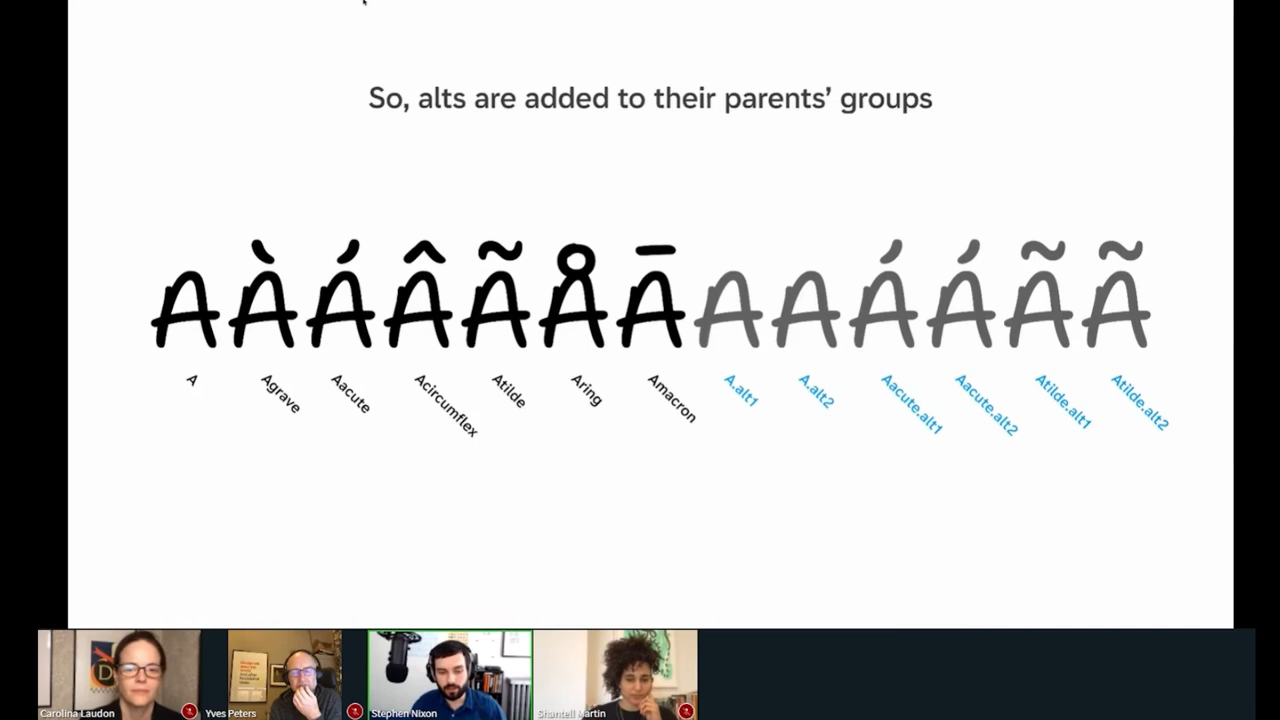 So, alts are added to their parents’ groups
A À Á Â Ã Å Ā A A Á Á Ã Ã
A Agrave Aacute Acircumflex Atilde Aring Amacron A.alt1 A.alt2 Aacute.alt1 Aacute.alt2 Atilde.alt1 Atilde.alt2
D
Carolina Laudon Yves Peters Stephen Nixon Shantell Martin